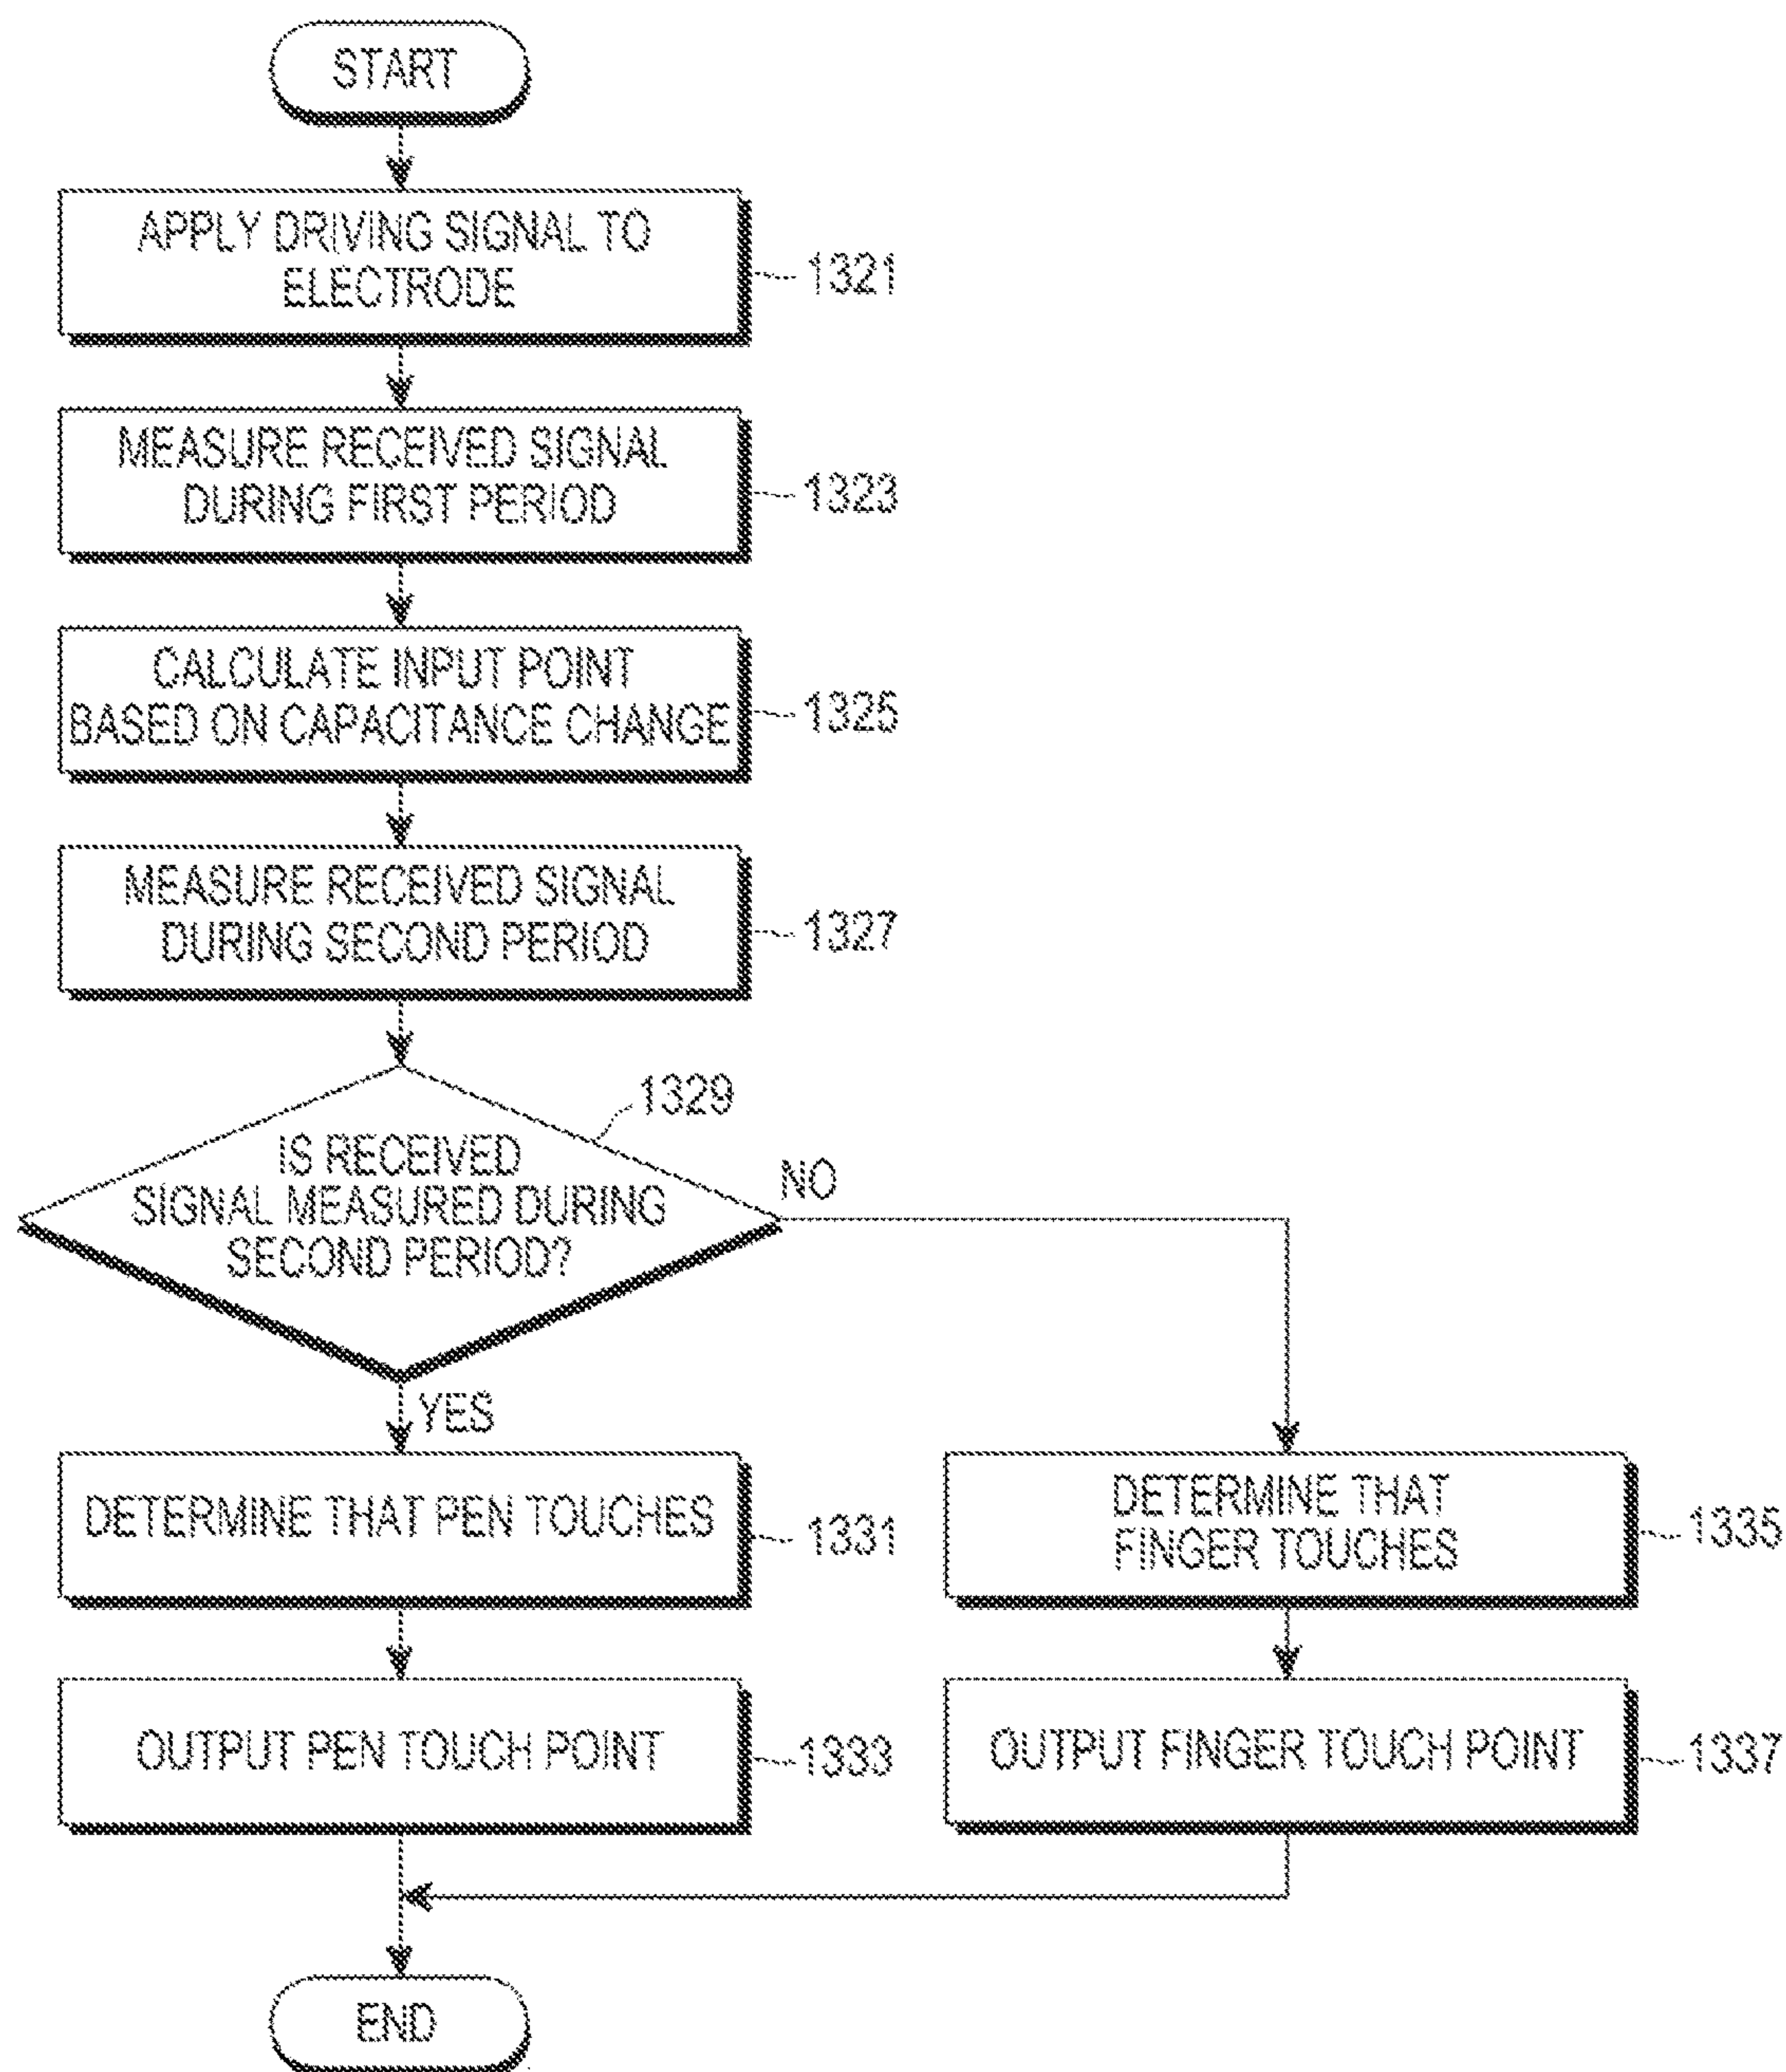 START
APPLY DRIVING SIGNAL TO
ELECTRODE
1321
MEASURE RECEIVED SIGNAL
DURING FIRST PERIOD
1323
CALCULATE INPUT POINT
BASED ON CAPACITANCE CHANGE
1325
MEASURE RECEIVED SIGNAL
DURING SECOND PERIOD
1327
1329
IS RECEIVED
SIGNAL MEASURED DURING
SECOND PERIOD?
NO
YES
DETERMINE THAT PEN TOUCHES
1331
DETERMINE THAT
FINGER TOUCHES
1335
OUTPUT PEN TOUCH POINT
1333
OUTPUT FINGER TOUCH POINT
1337
END